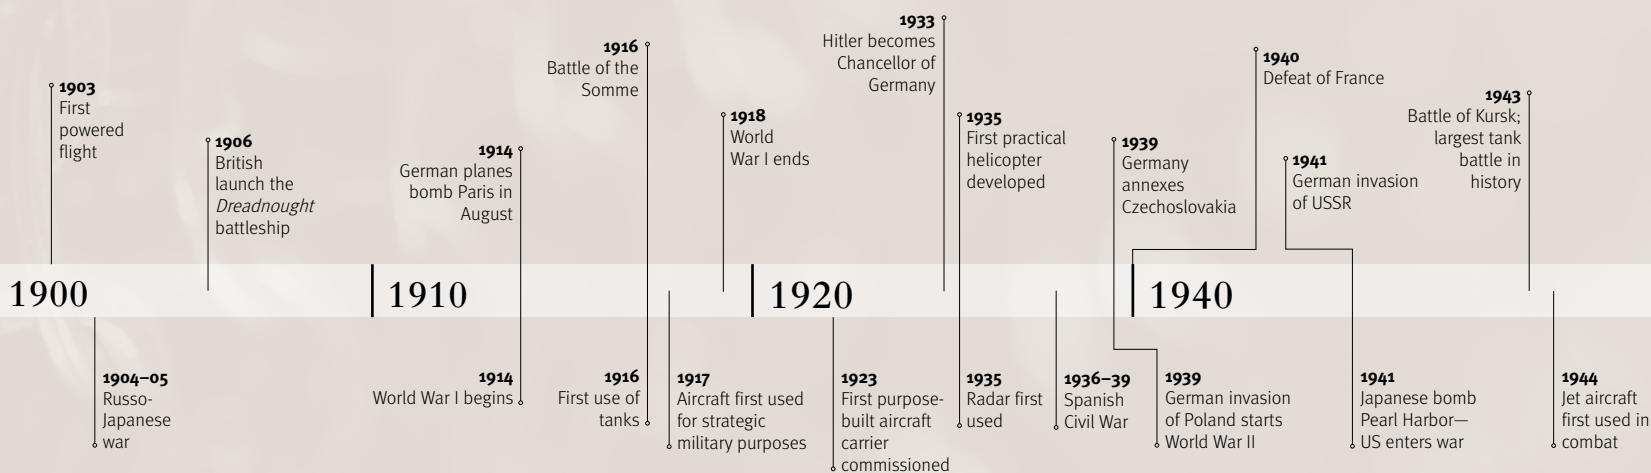 1903
First
powered
flight
1906
British
launch the
Dreadnought
battleship
1914
German planes
bomb Paris in
August
1916
Battle of the
Somme
1918
World
War I ends
1933
Hitler becomes
Chancellor of
Germany
1935
First practical
helicopter
developed
1939
Germany
annexes
Czechoslovakia
1940
Defeat of France
1941
German invasion
of USSR
1943
Battle of Kursk;
largest tank
battle in
history
1900
1910
1920
1940
1904–05
Russo-
Japanese
war
1914
World War I begins
1916
First use of
tanks
1917
Aircraft first used
for strategic
military purposes
1923
First purpose-
built aircraft
carrier
commissioned
1935
Radar first
used
1936–39
Spanish
Civil War
1939
German invasion
of Poland starts
World War II
1941
Japanese bomb
Pearl Harbor—
US enters war
1944
Jet aircraft
first used in
combat